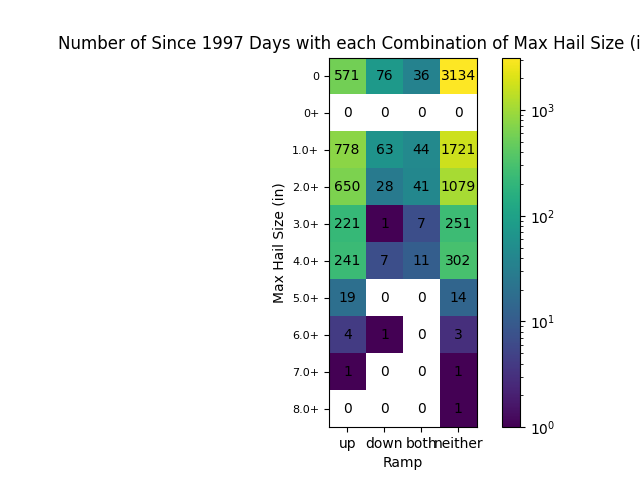 Number of Since 1997 Days with each Combination of Max Hail Size (i
0 571 76 36 3134
0+ 0 0 0 0
1.0+ 778 63 44 1721
2.0+ 650 28 41 1079
3.0+ 221 1 7 251
4.0+ 241 7 11 302
5.0+ 19 0 0 14
6.0+ 4 1 0 3
7.0+ 1 0 0 1
8.0+ 0 0 0 1
up down both neither
Ramp
Max Hail Size (in)
10³
10²
10¹
10⁰